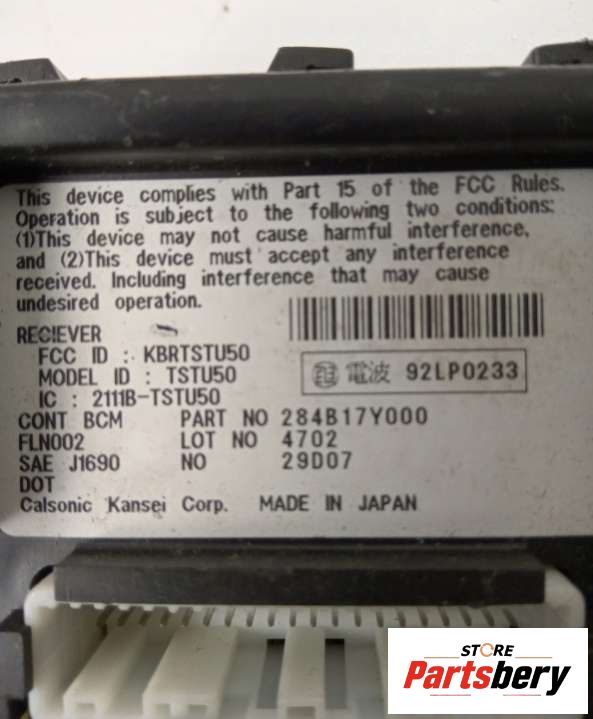 This device complies with Part 15 of the FCC Rules.
Operation is subject to the following two conditions:
(1)This device may not cause harmful interference,
and (2)This device must accept any interference
received. Including interference that may cause
undesired operation.
RECIEVER
FCC ID : KBRTSTU50
MODEL ID : TSTU50
IC : 2111B-TSTU50
電波 92LP0233
CONT BCM PART NO 284B17Y000
FLN002 LOT NO 4702
SAE J1690 NO 29D07
DOT
Calsonic Kansei Corp. MADE IN JAPAN
STORE
Partsbery